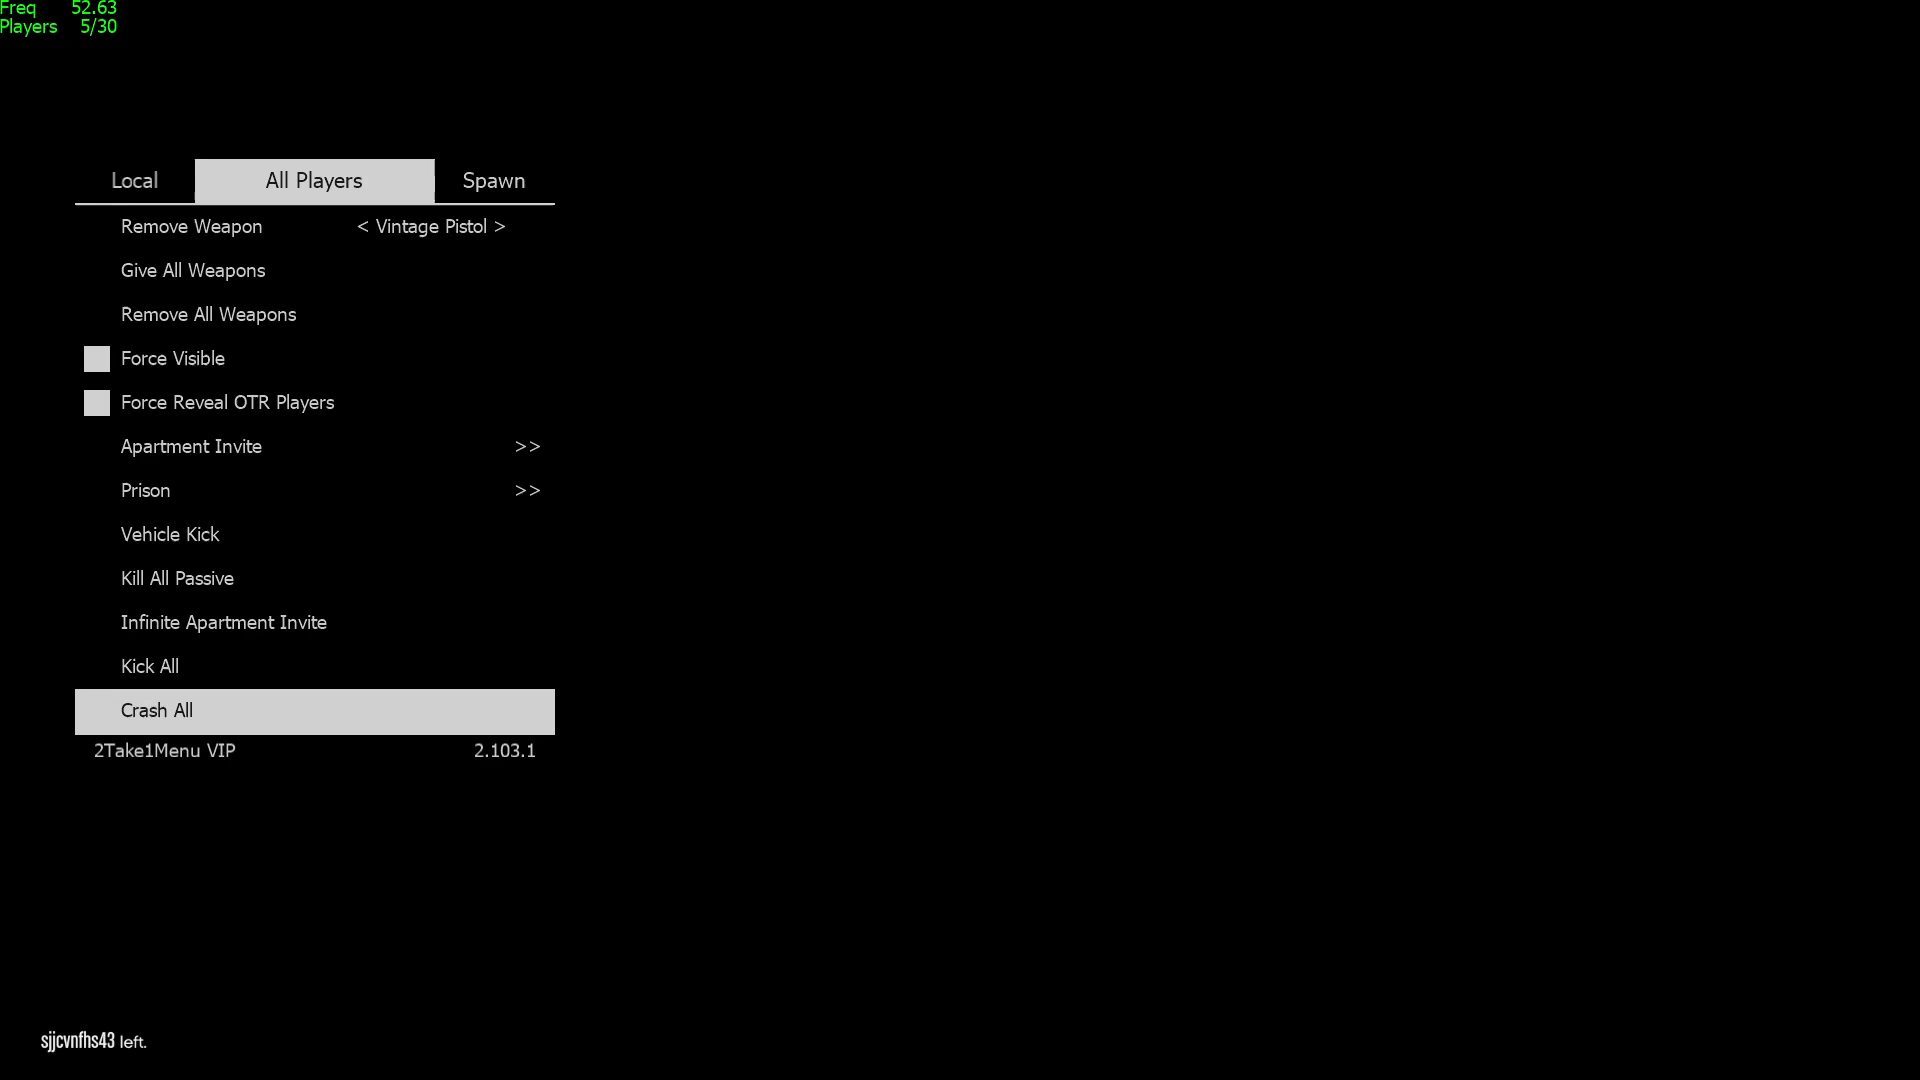 Freq 52.63
Players 5/30
Local All Players Spawn
Remove Weapon < Vintage Pistol >
Give All Weapons
Remove All Weapons
Force Visible
Force Reveal OTR Players
Apartment Invite >>
Prison >>
Vehicle Kick
Kill All Passive
Infinite Apartment Invite
Kick All
Crash All
2Take1Menu VIP 2.103.1
sjjcvnfhs43 left.